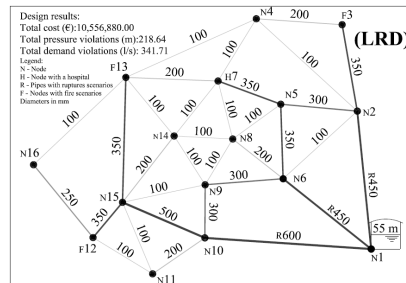 Design results:
Total cost (€):10,556,880.00
Total pressure violations (m):218.64
Total demand violations (l/s): 341.71
Legend:
N - Node
H - Node with a hospital
R - Pipes with ruptures scenarios
F - Nodes with fire scenarios
Diameters in mm
(LRD)
N4
200
F3
100
100
100
350
F13
200
H7
350
N5
300
N2
100
100
100
100
N14
100
N8
350
100
N16
350
200
100
100
200
R450
250
N15
100
N9
300
N6
350
500
300
R450
55 m
F12
100
100
200
N10
R600
N1
N11